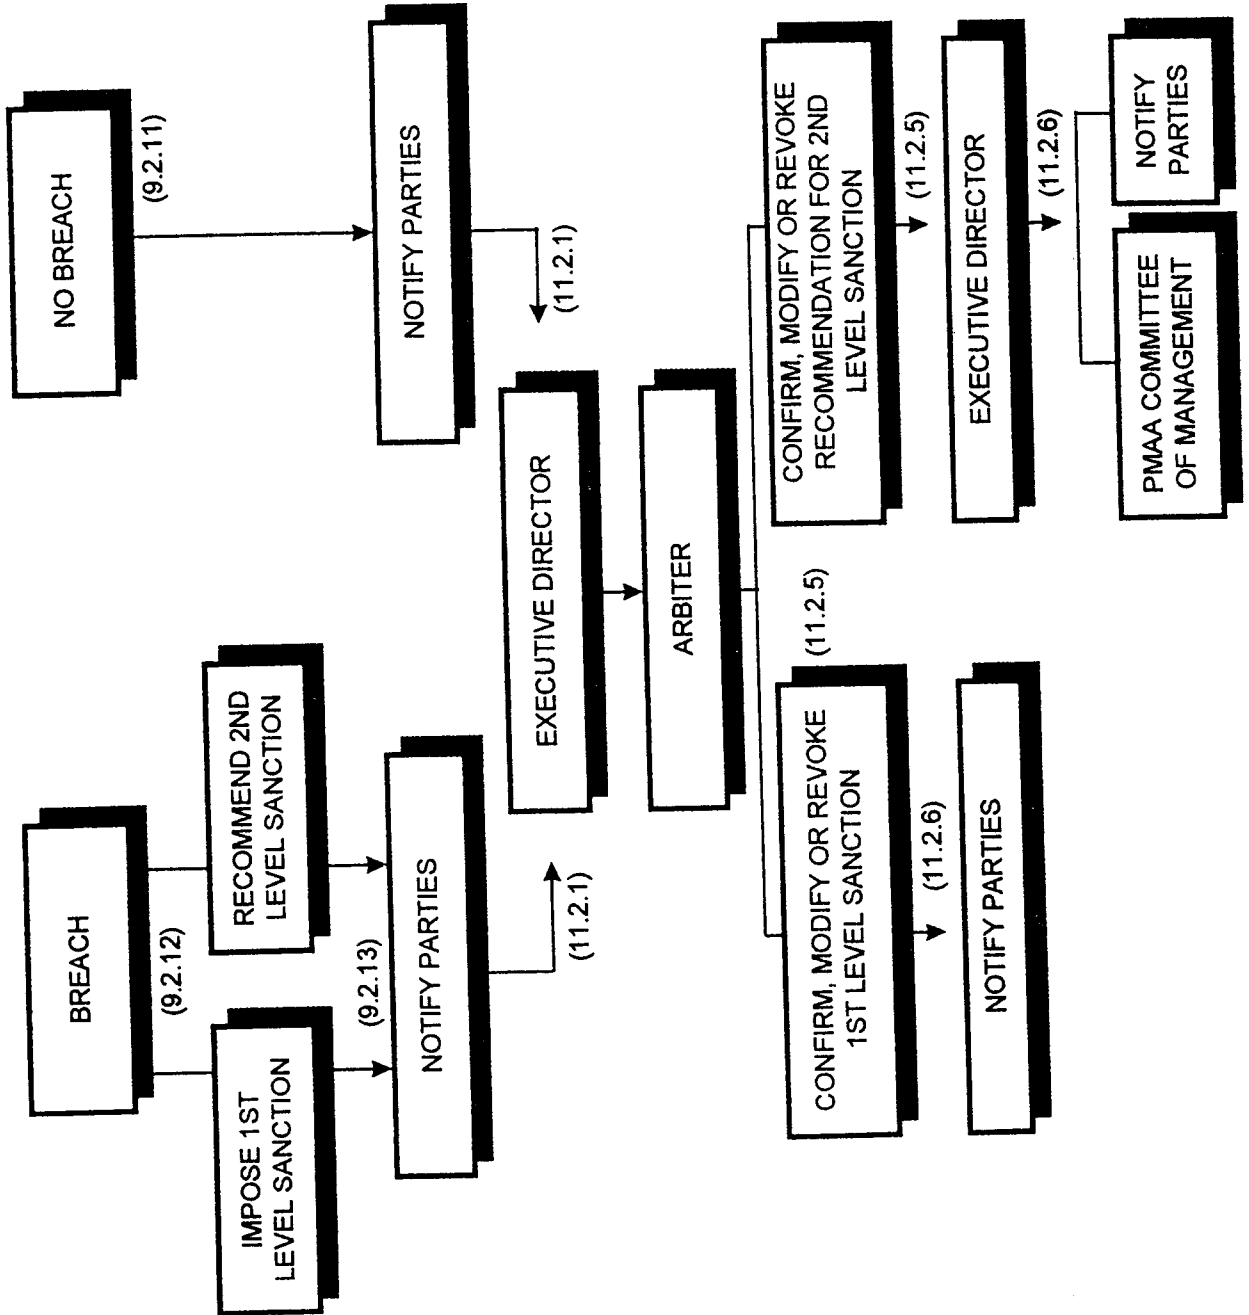 BREACH
(9.2.12)
IMPOSE 1ST
LEVEL SANCTION
RECOMMEND 2ND
LEVEL SANCTION
(9.2.13)
NOTIFY PARTIES
(11.2.1)
NO BREACH
(9.2.11)
NOTIFY PARTIES
(11.2.1)
EXECUTIVE DIRECTOR
ARBITER
(11.2.5)
CONFIRM, MODIFY OR REVOKE
1ST LEVEL SANCTION
(11.2.6)
NOTIFY PARTIES
CONFIRM, MODIFY OR REVOKE
RECOMMENDATION FOR 2ND
LEVEL SANCTION
(11.2.5)
EXECUTIVE DIRECTOR
(11.2.6)
PMAA COMMITTEE
OF MANAGEMENT
NOTIFY
PARTIES